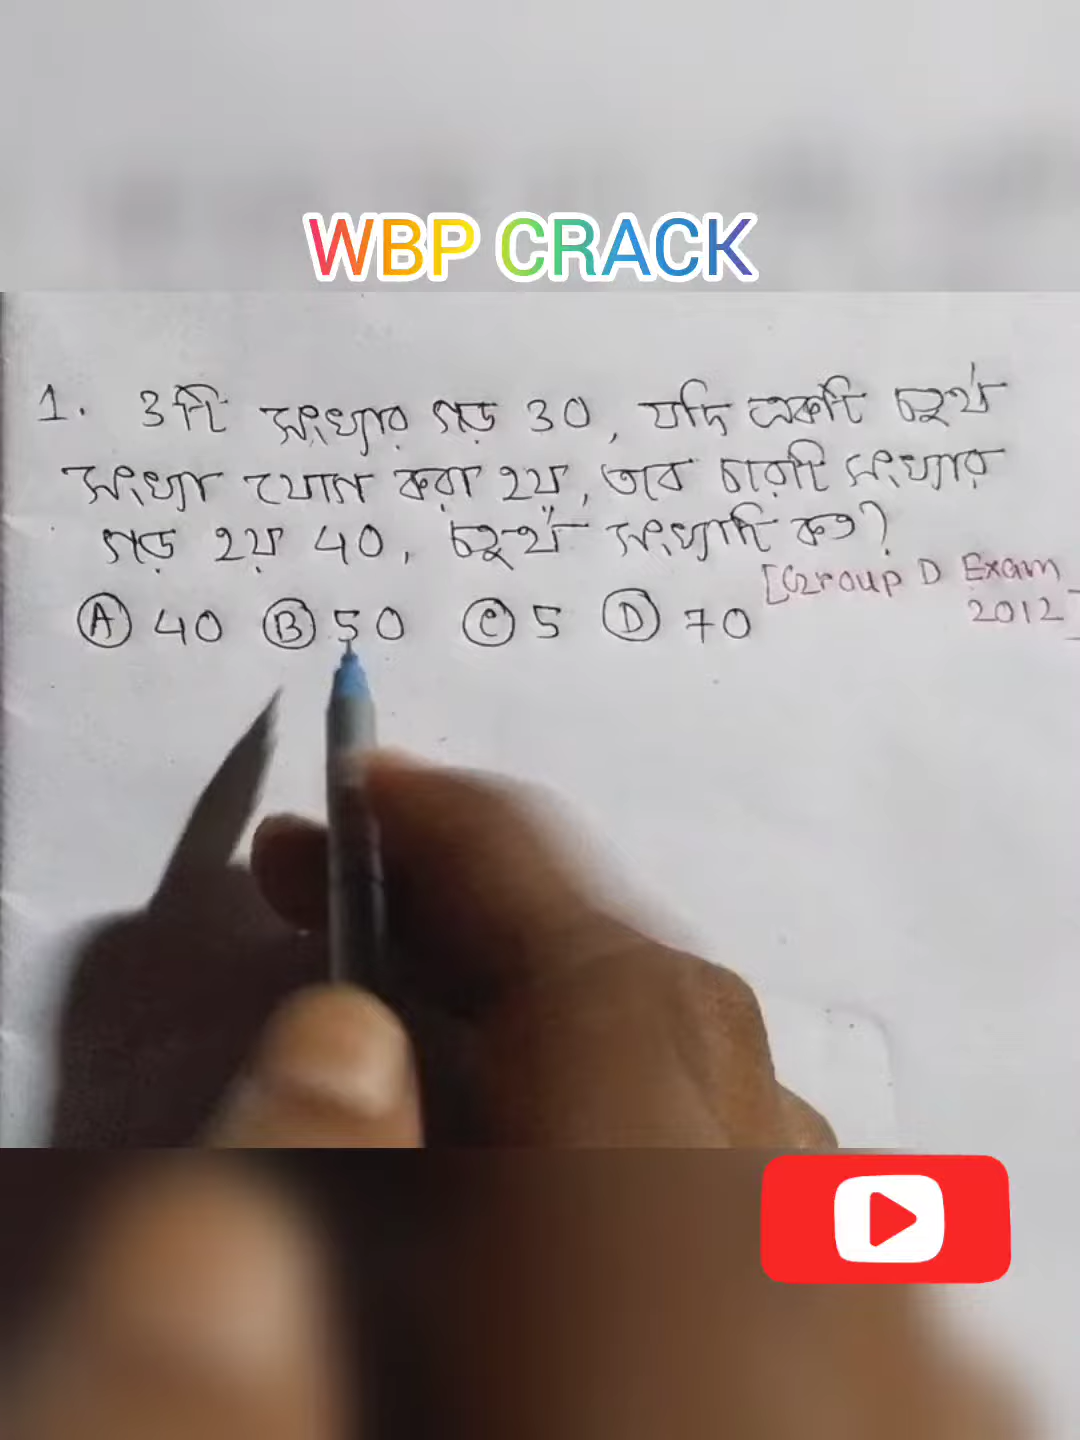 WBP CRACK
1. 3টি সংখ্যার গড় 30, যদি একটি চতুর্থ
সংখ্যা যোগ করা হয়, তবে চারটি সংখ্যার
গড় হয় 40, চতুর্থ সংখ্যাটি কত?
[Group D Exam
2012]
(A) 40 (B) 50 (C) 5 (D) 70